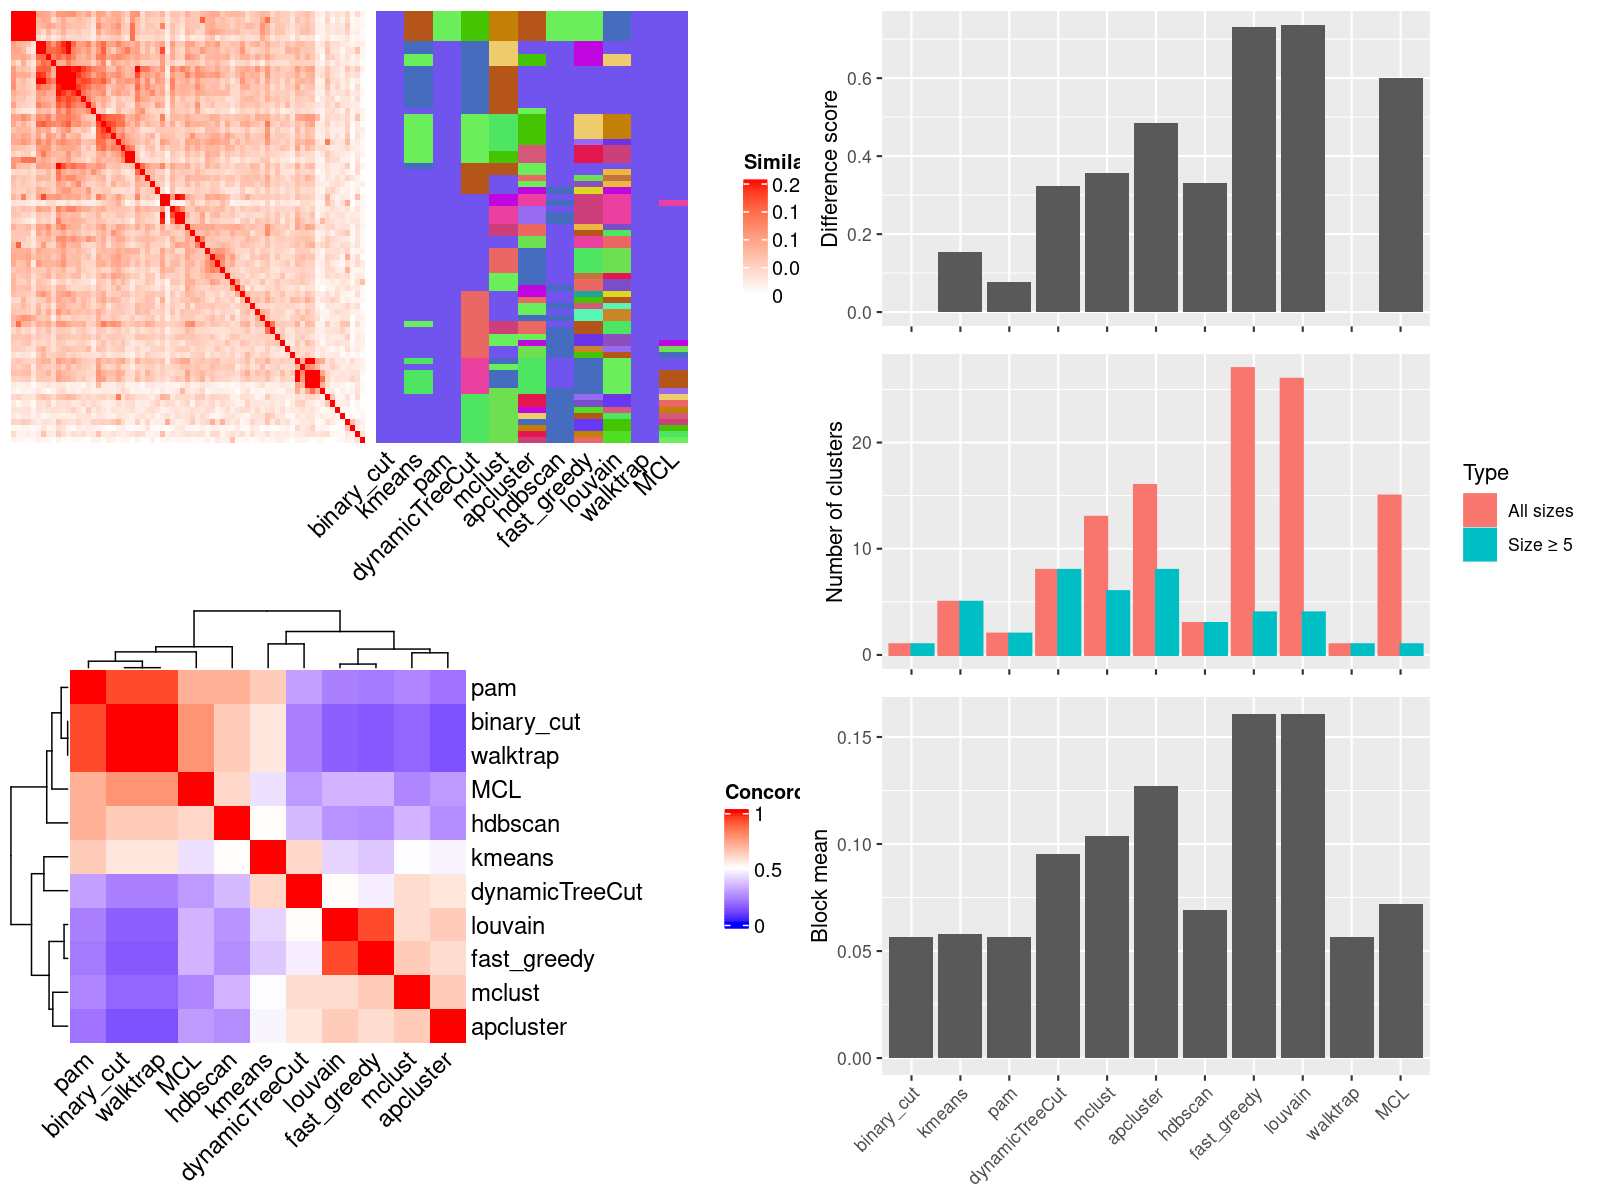 Simila
0.2
0.1
0.1
0.0
0
binary_cut
kmeans
pam
dynamicTreeCut
mclust
apcluster
hdbscan
fast_greedy
louvain
walktrap
MCL
pam
binary_cut
walktrap
MCL
hdbscan
kmeans
dynamicTreeCut
louvain
fast_greedy
mclust
apcluster
Concord
1
0.5
0
pam
binary_cut
walktrap
MCL
hdbscan
kmeans
dynamicTreeCut
louvain
fast_greedy
mclust
apcluster
Difference score
0.6
0.4
0.2
0.0
Number of clusters
20
10
0
Type
All sizes
Size ≥ 5
Block mean
0.15
0.10
0.05
0.00
binary_cut
kmeans
pam
dynamicTreeCut
mclust
apcluster
hdbscan
fast_greedy
louvain
walktrap
MCL